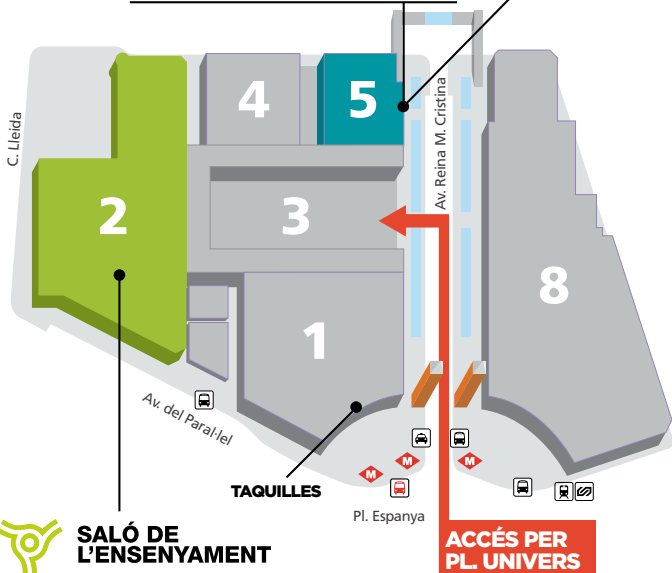 C. Lleida
4
5
Av. Reina M. Cristina
2
3
8
1
Av. del Paral·lel
M
M
M
TAQUILLES
Pl. Espanya
SALÓ DE
L'ENSENYAMENT
ACCÉS PER
PL. UNIVERS